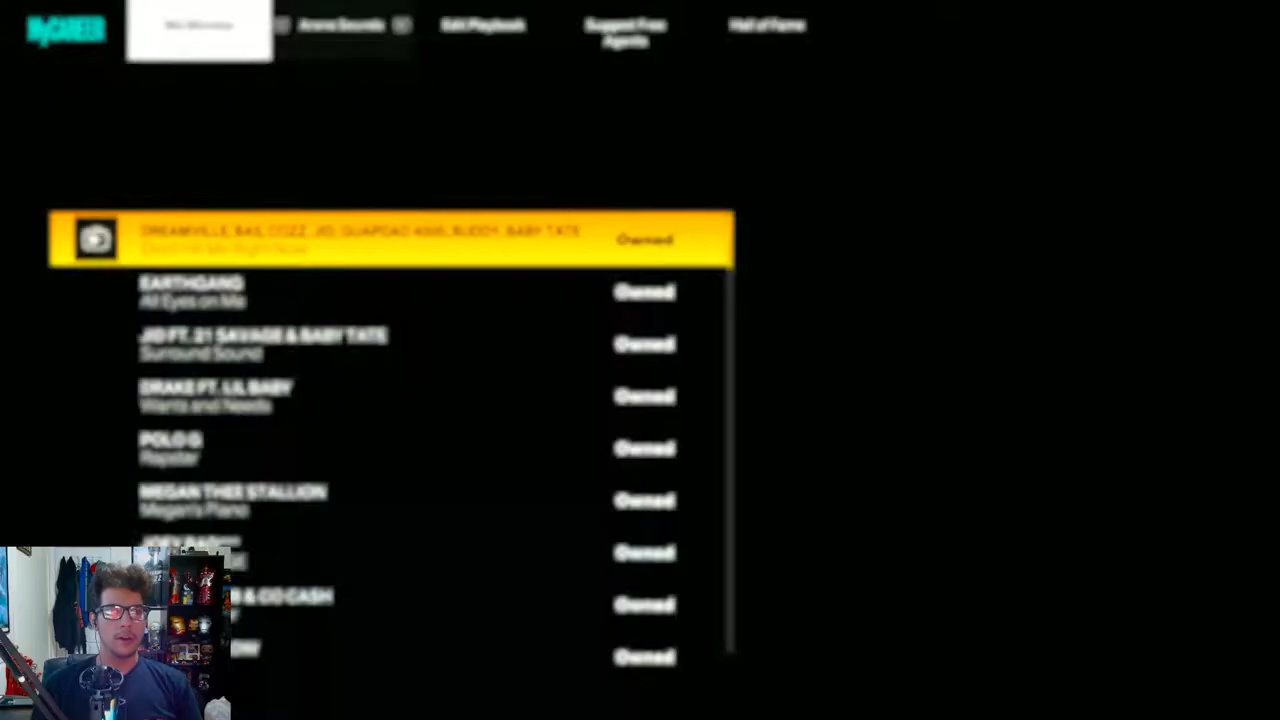 MyCAREER
Arena Sounds
Edit Playbook
Suggest Free
Agents
Hall of Fame
DREAMVILLE, BAS, COZZ, JID, GUAPDAD 4000, BUDDY, BABY TATE
Owned
EARTHGANG
All Eyes on Me
Owned
JID FT. 21 SAVAGE & BABY TATE
Surround Sound
Owned
DRAKE FT. LIL BABY
Wants and Needs
Owned
POLO G
Rapstar
Owned
MEGAN THEE STALLION
Megan's Piano
Owned
Owned
& CO CASH
Owned
Owned